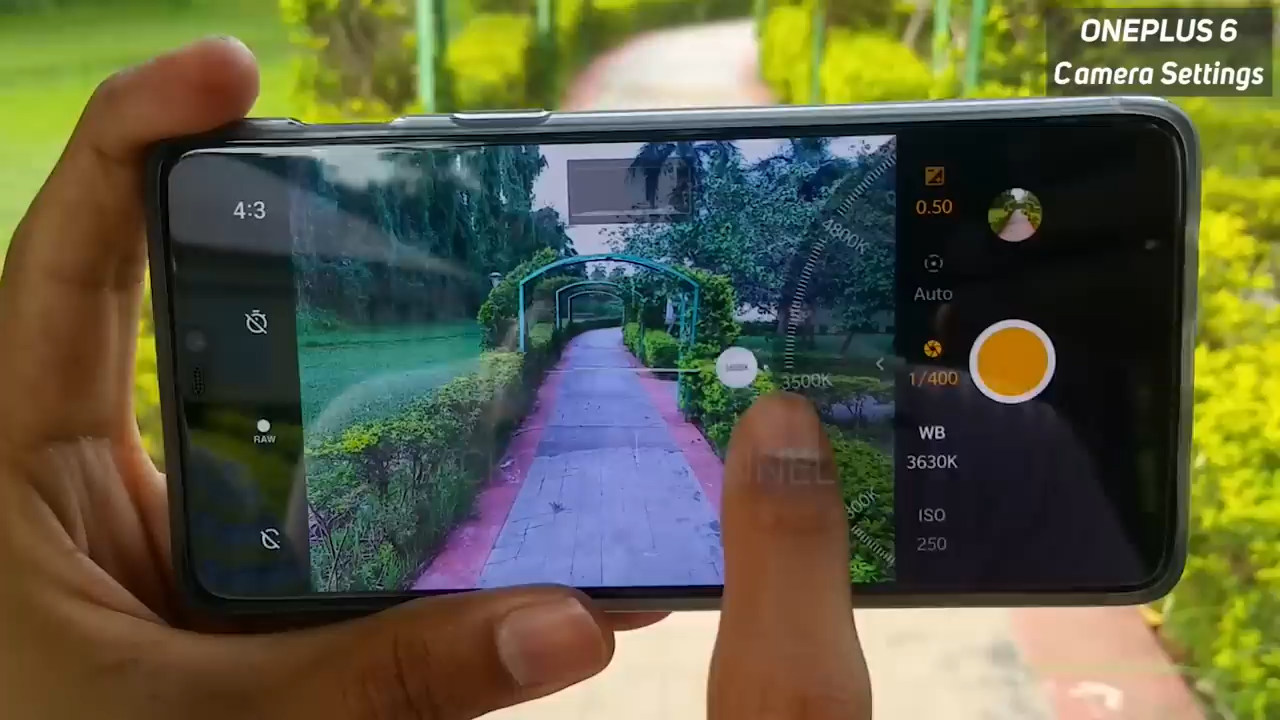 ONEPLUS 6
Camera Settings
4:3
RAW
4800K
3500K
0.50
Auto
1/400
WB
3630K
ISO
250